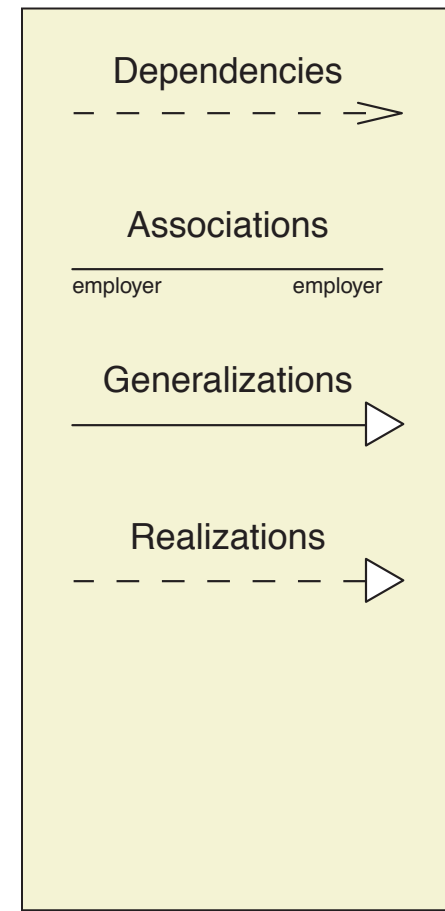 Dependencies
Associations
employer employer
Generalizations
Realizations